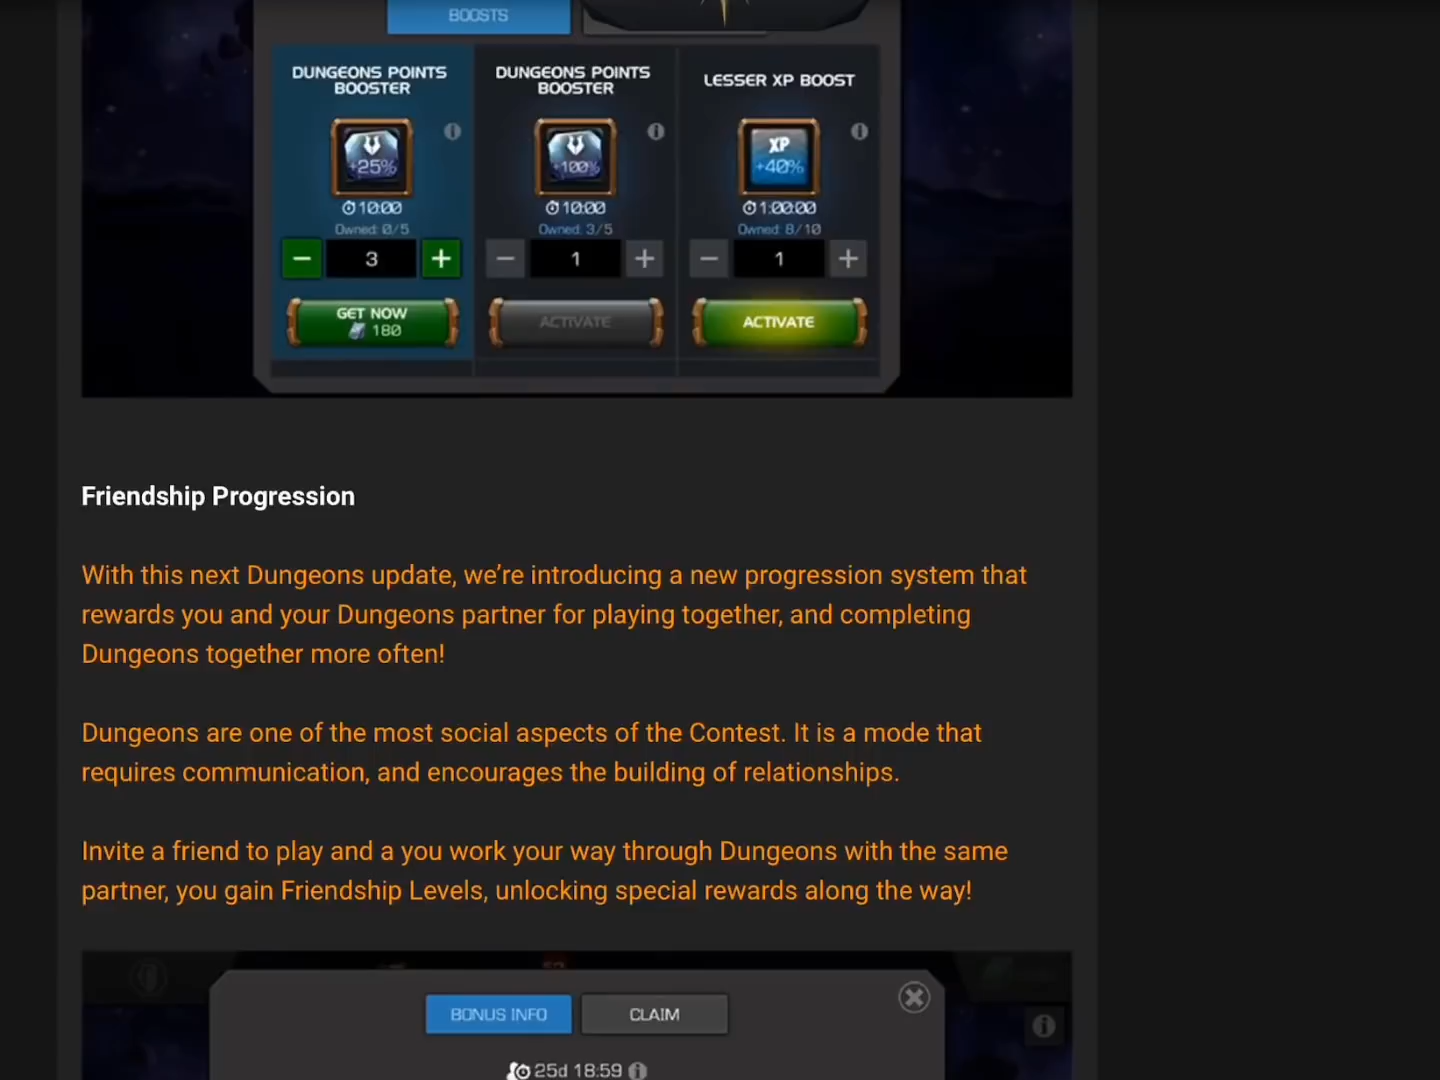 BOOSTS
DUNGEONS POINTS BOOSTER
DUNGEONS POINTS BOOSTER
LESSER XP BOOST
+25%
+100%
XP +40%
10:00
10:00
1:00:00
Owned: 0/5
Owned: 3/5
Owned: 8/10
− 3 +
− 1 +
− 1 +
GET NOW
180
ACTIVATE
ACTIVATE
Friendship Progression
With this next Dungeons update, we’re introducing a new progression system that
rewards you and your Dungeons partner for playing together, and completing
Dungeons together more often!
Dungeons are one of the most social aspects of the Contest. It is a mode that
requires communication, and encourages the building of relationships.
Invite a friend to play and a you work your way through Dungeons with the same
partner, you gain Friendship Levels, unlocking special rewards along the way!
BONUS INFO
CLAIM
25d 18:59